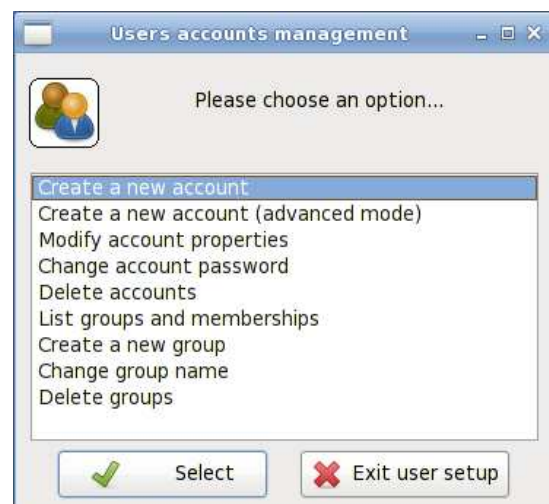 Users accounts management
Please choose an option...
Create a new account
Create a new account (advanced mode)
Modify account properties
Change account password
Delete accounts
List groups and memberships
Create a new group
Change group name
Delete groups
Select
Exit user setup